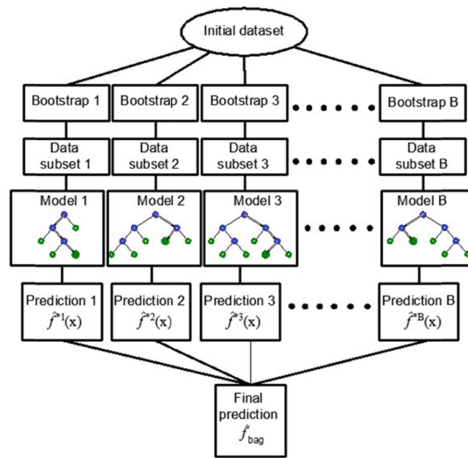 Initial dataset
Bootstrap 1
Bootstrap 2
Bootstrap 3
Bootstrap B
Data
subset 1
Data
subset 2
Data
subset 3
Data
subset B
Model 1
Model 2
Model 3
Model B
Prediction 1
f̂*1(x)
Prediction 2
f̂*2(x)
Prediction 3
f̂*3(x)
Prediction B
f̂*B(x)
Final
prediction
f̂bag